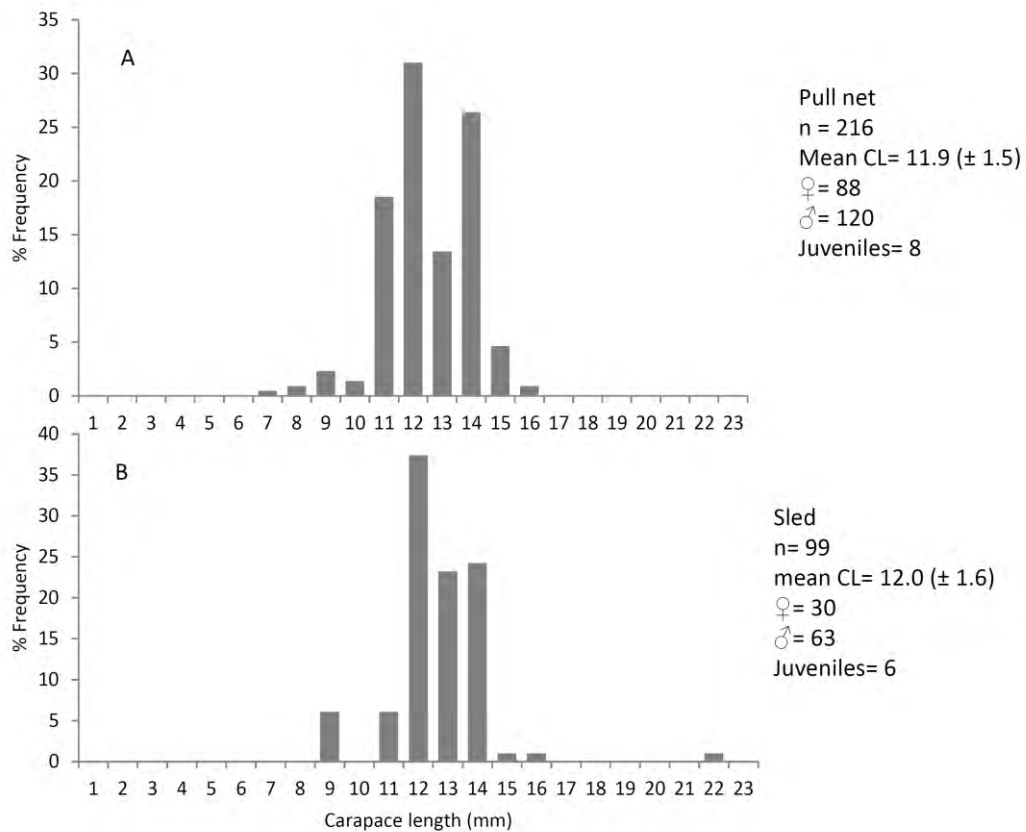 35
30
25
20
15
10
5
0
% Frequency
A
1 2 3 4 5 6 7 8 9 10 11 12 13 14 15 16 17 18 19 20 21 22 23
Pull net
n = 216
Mean CL= 11.9 (± 1.5)
♀= 88
♂= 120
Juveniles= 8
40
35
30
25
20
15
10
5
0
% Frequency
B
1 2 3 4 5 6 7 8 9 10 11 12 13 14 15 16 17 18 19 20 21 22 23
Carapace length (mm)
Sled
n= 99
mean CL= 12.0 (± 1.6)
♀= 30
♂= 63
Juveniles= 6